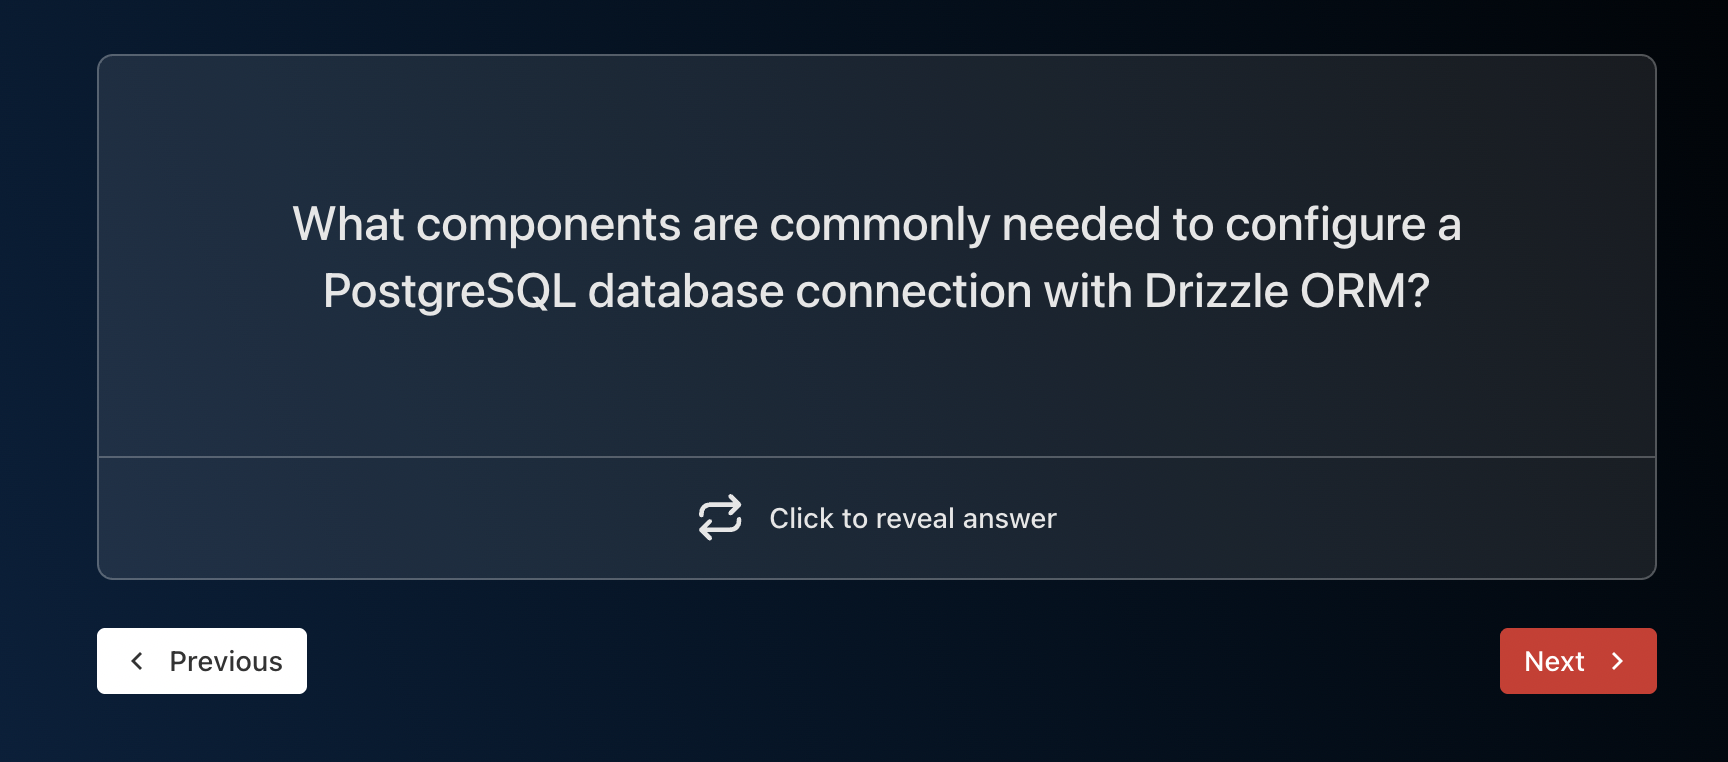 What components are commonly needed to configure a
PostgreSQL database connection with Drizzle ORM?
Click to reveal answer
Previous
Next